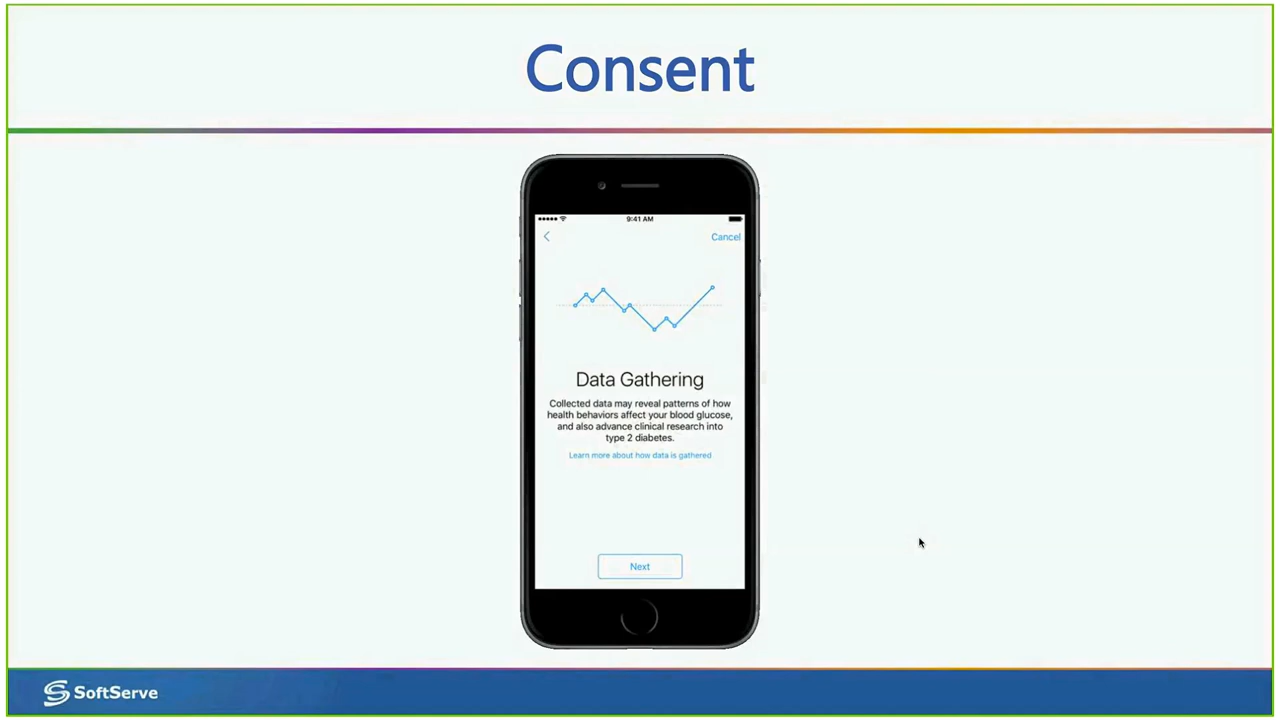 Consent
9:41 AM
Cancel
Data Gathering
Collected data may reveal patterns of how
health behaviors affect your blood glucose,
and also advance clinical research into
type 2 diabetes.
Learn more about how data is gathered
Next
SoftServe